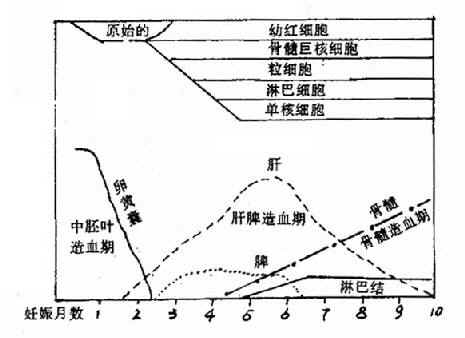 原始的
幼红细胞
骨髓巨核细胞
粒细胞
淋巴细胞
单核细胞
卵黄囊
中胚叶
造血期
肝
肝脾造血期
脾
骨髓
骨髓造血期
淋巴结
妊娠月数 1 2 3 4 5 6 7 8 9 10